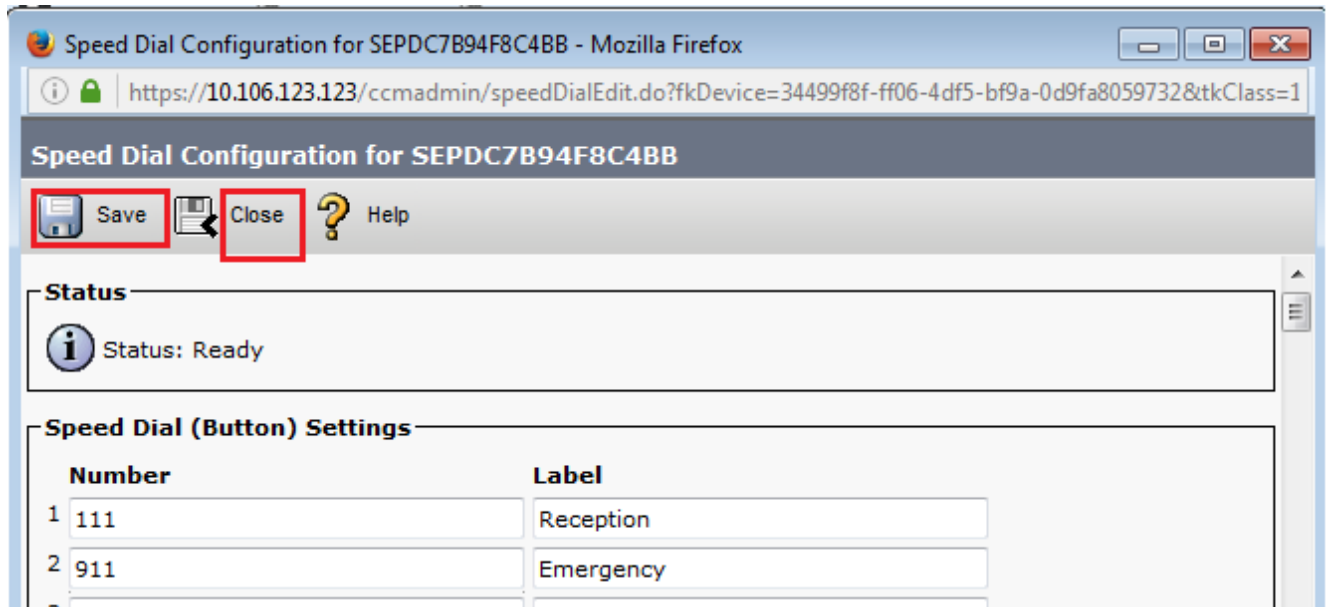 Speed Dial Configuration for SEPDC7B94F8C4BB - Mozilla Firefox
https://10.106.123.123/ccmadmin/speedDialEdit.do?fkDevice=34499f8f-ff06-4df5-bf9a-0d9fa8059732&tkClass=1
Speed Dial Configuration for SEPDC7B94F8C4BB
Save Close Help
Status
Status: Ready
Speed Dial (Button) Settings
Number Label
1 111 Reception
2 911 Emergency